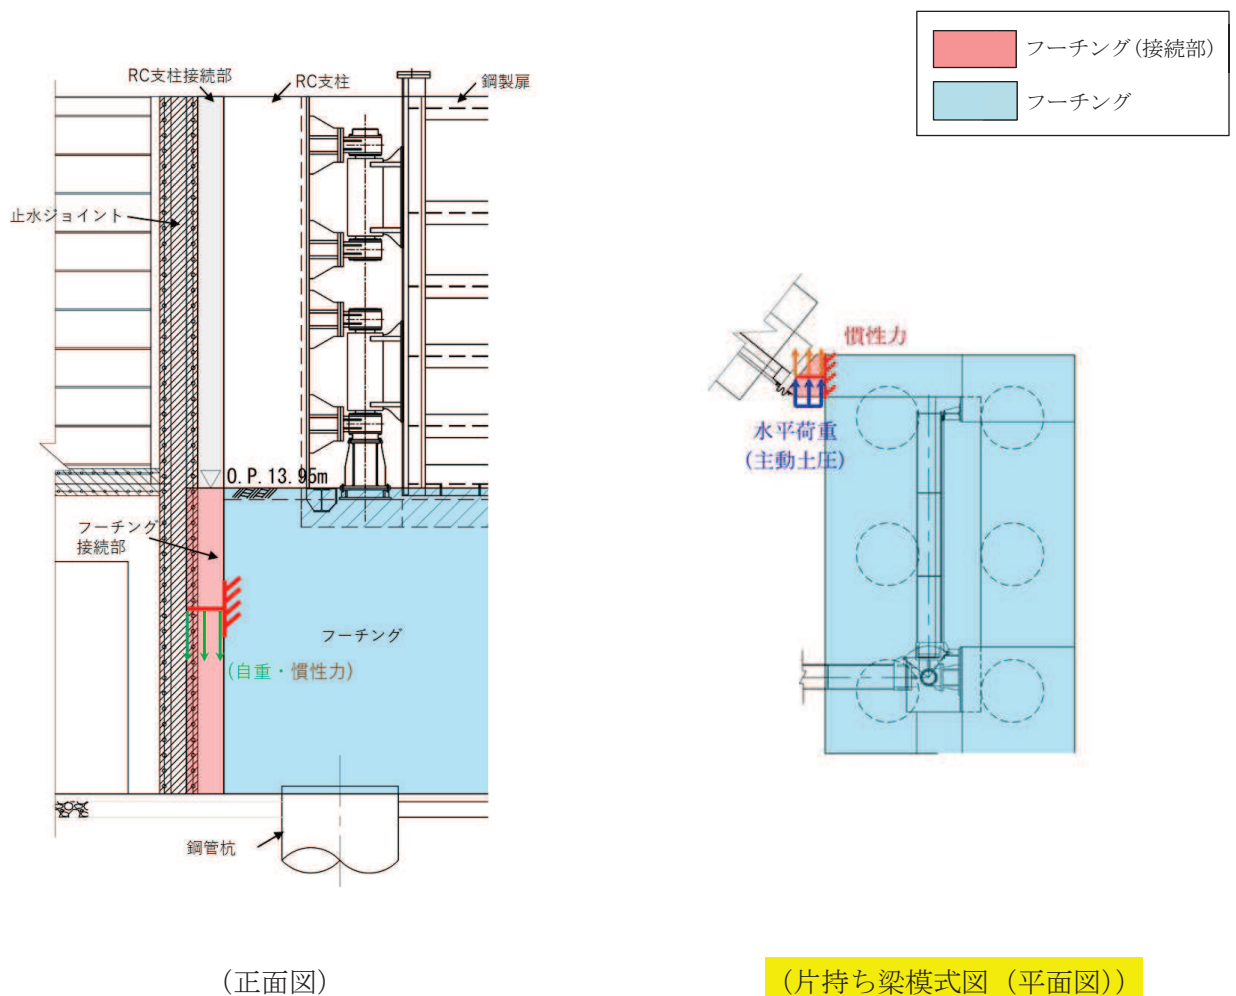 フーチング(接続部)
フーチング
RC支柱接続部
RC支柱
鋼製扉
止水ジョイント
O.P.13.95m
フーチング
接続部
フーチング
(自重・慣性力)
鋼管杭
慣性力
水平荷重
(主動土圧)
(正面図)
(片持ち梁模式図(平面図))